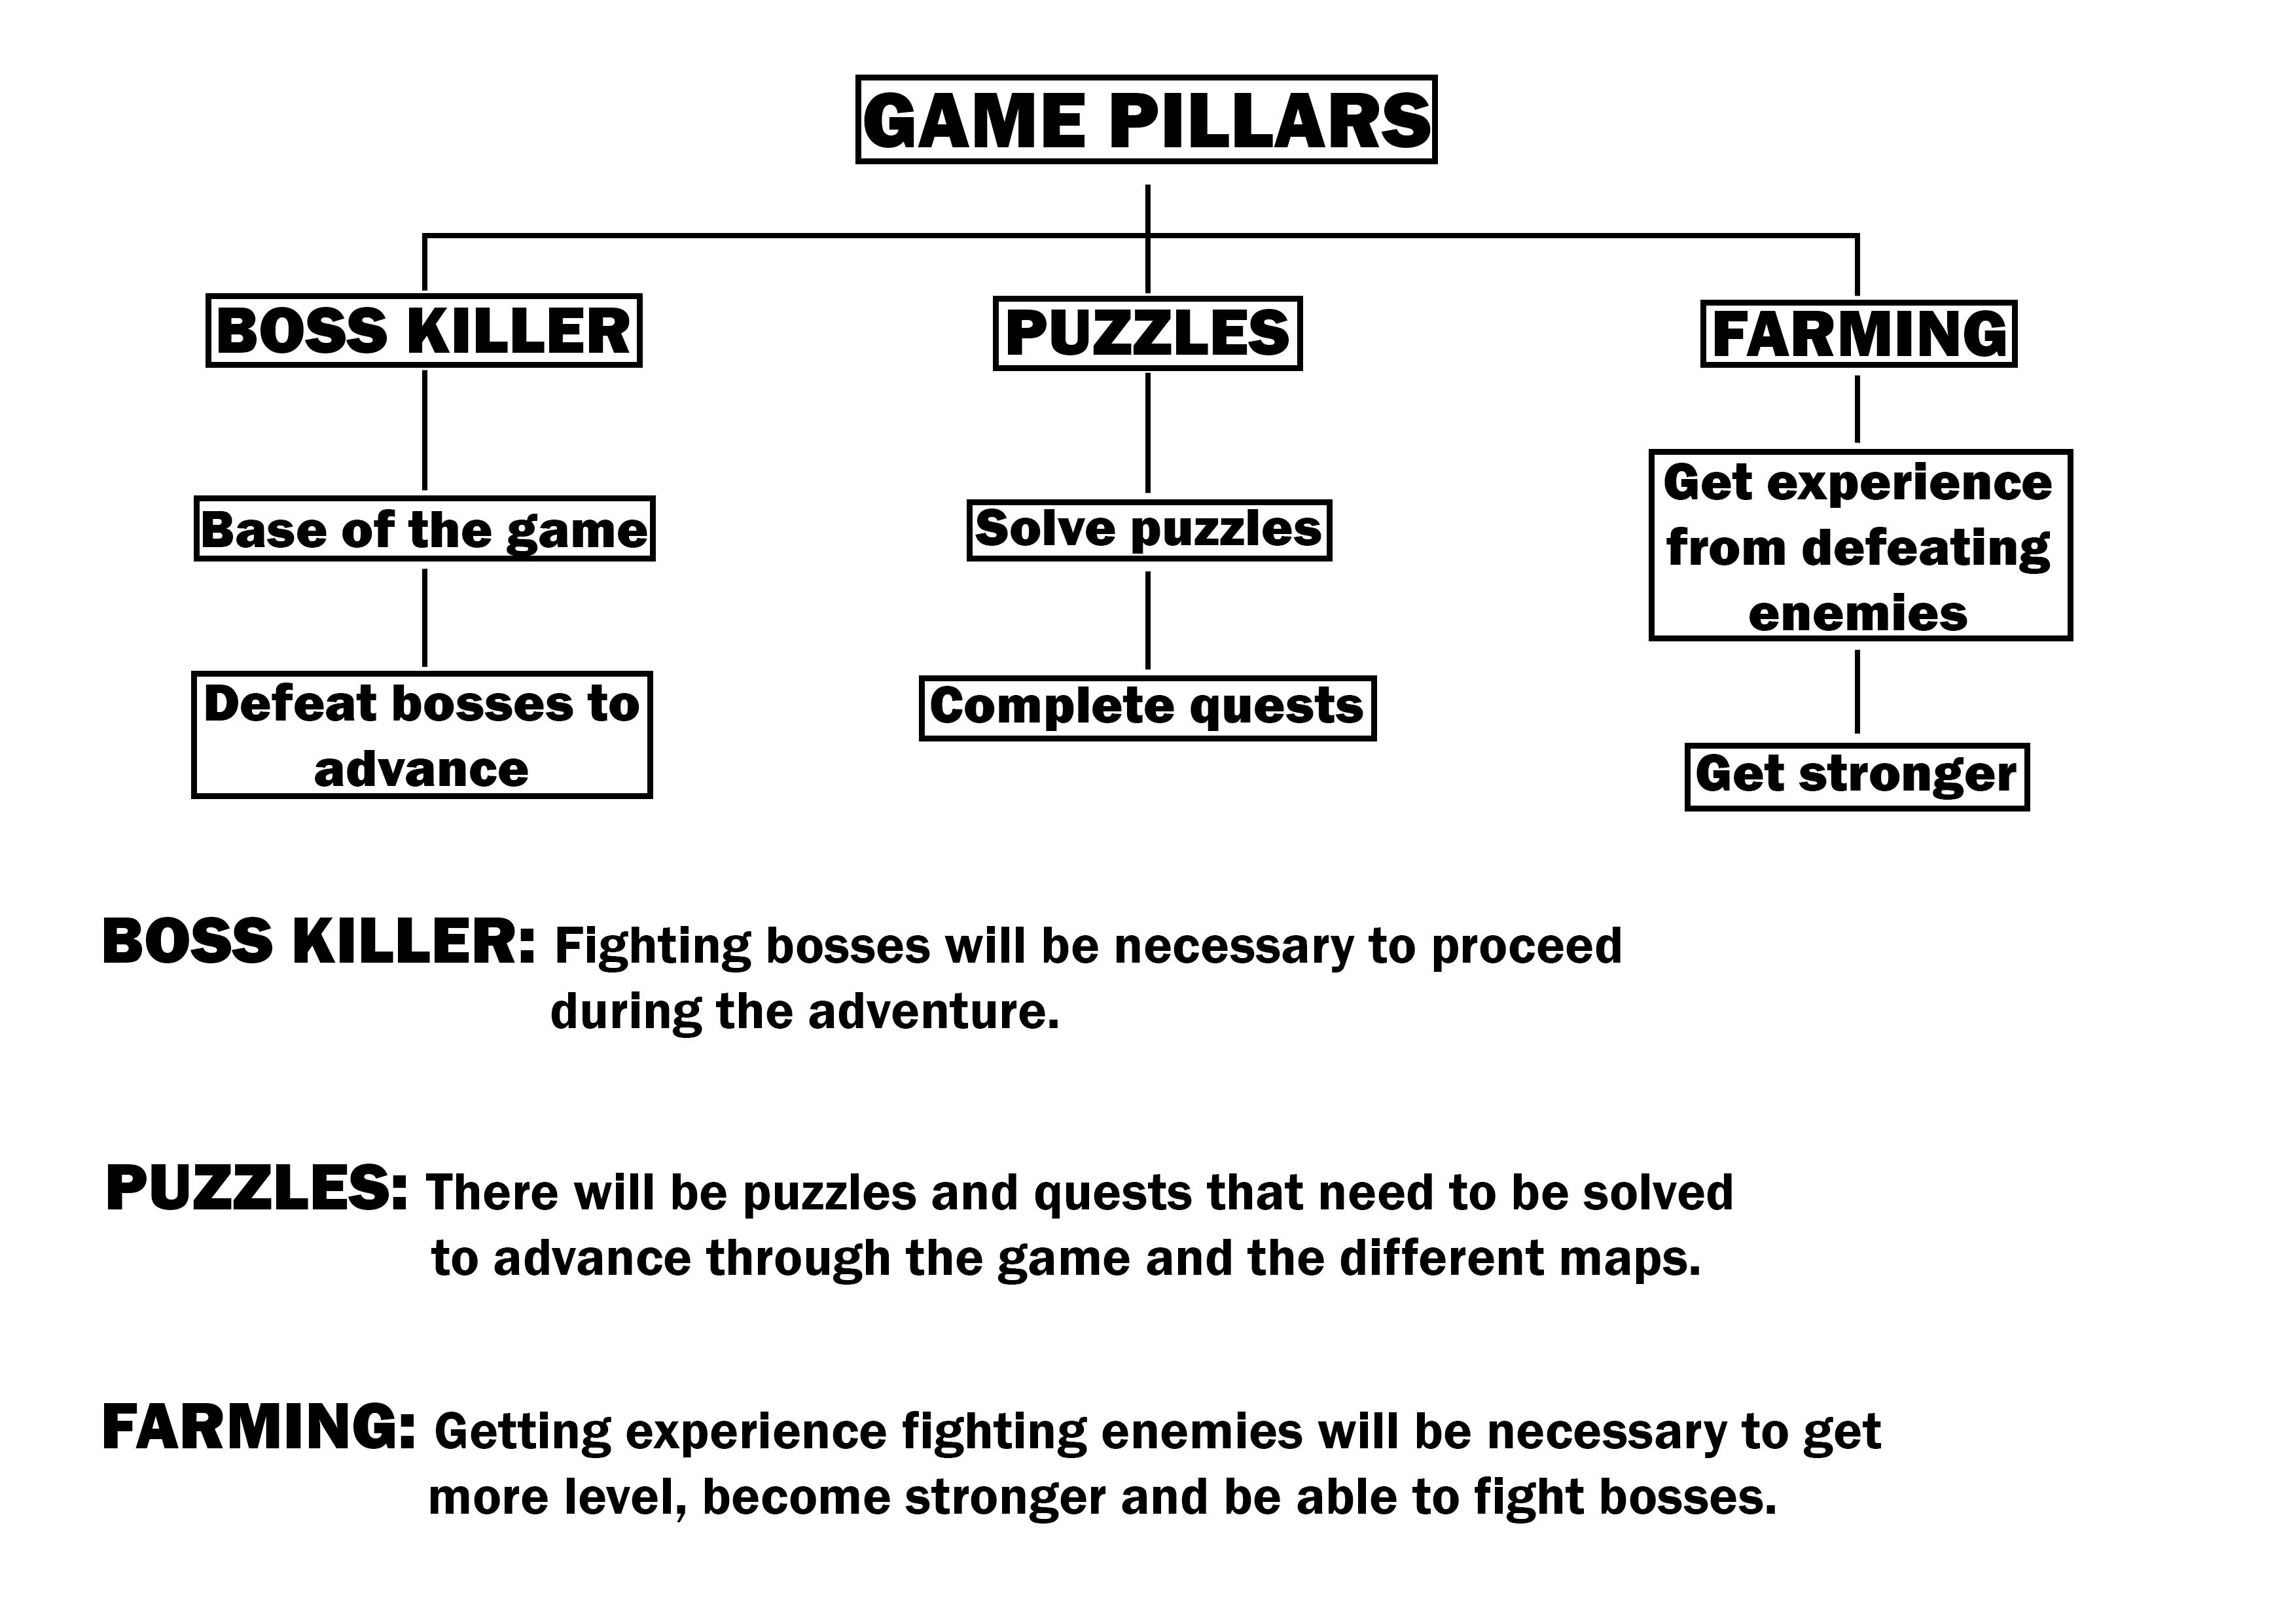 GAME PILLARS
BOSS KILLER
PUZZLES
FARMING
Base of the game
Solve puzzles
Get experience
from defeating
enemies
Defeat bosses to
advance
Complete quests
Get stronger
BOSS KILLER: Fighting bosses will be necessary to proceed
during the adventure.
PUZZLES: There will be puzzles and quests that need to be solved
to advance through the game and the different maps.
FARMING: Getting experience fighting enemies will be necessary to get
more level, become stronger and be able to fight bosses.